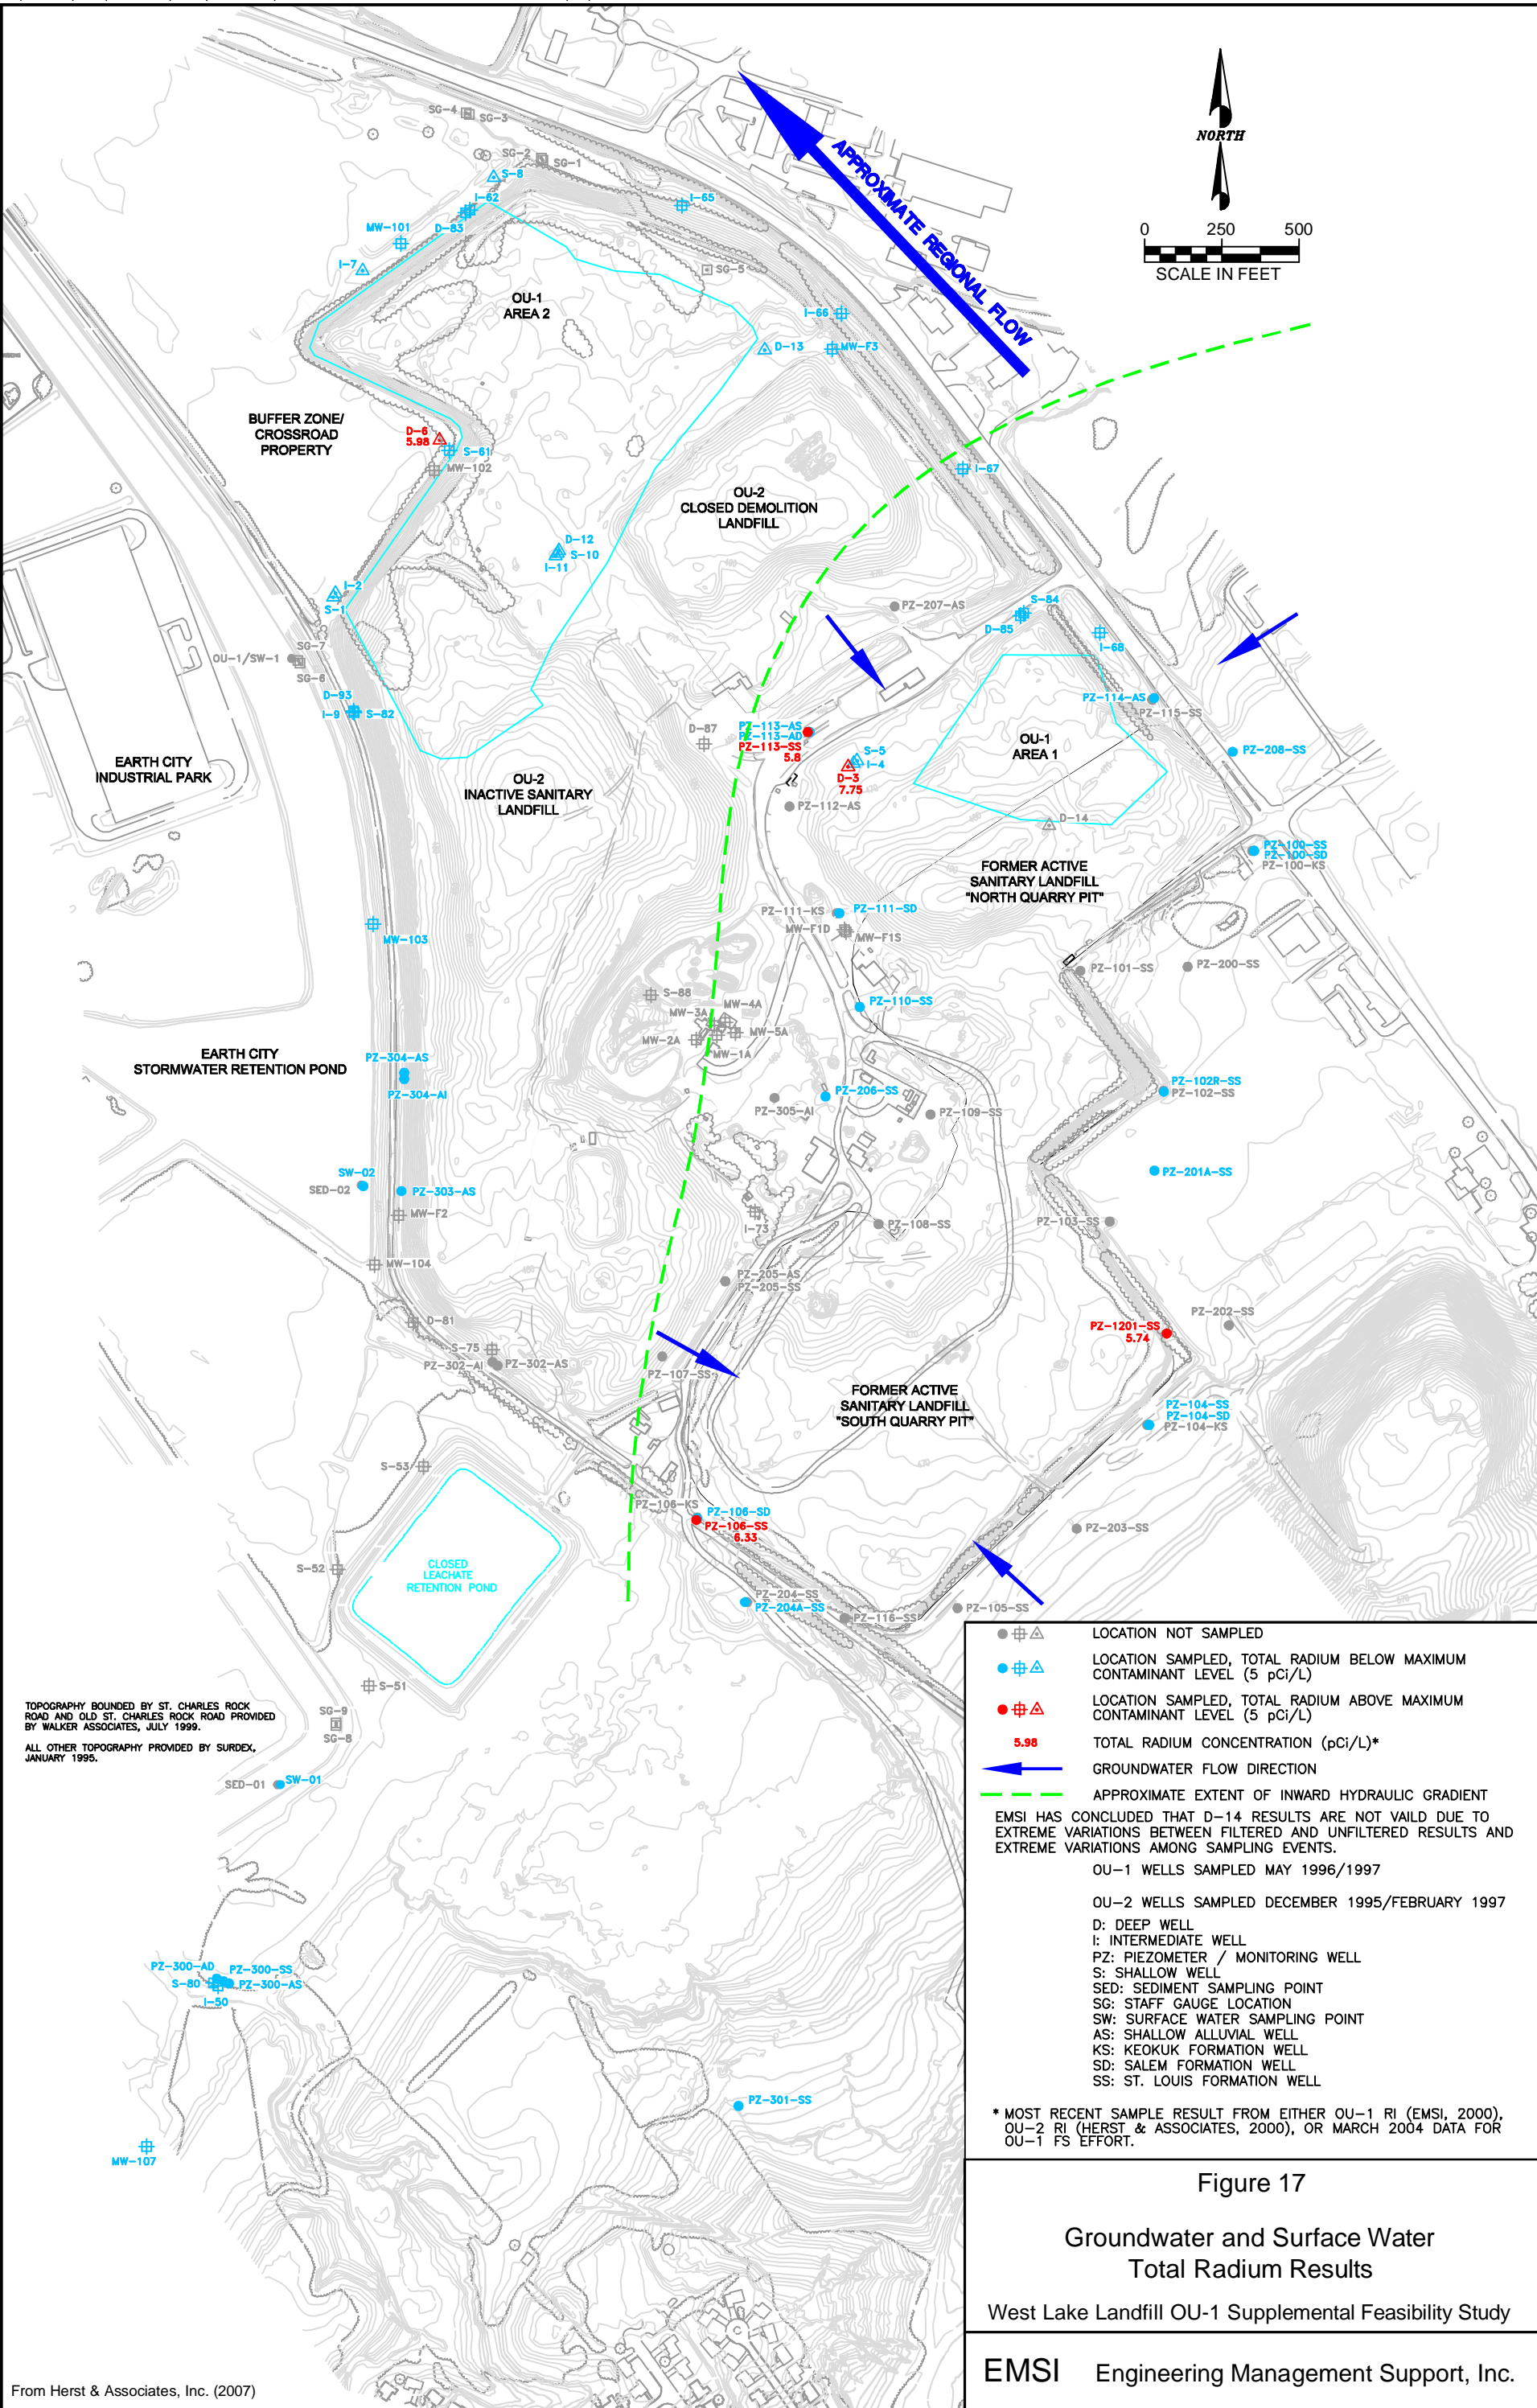 SG-4
SG-3
SG-2
SG-1
S-8
I-62
D-83
MW-101
I-7
I-65
SG-5
APPROXIMATE REGIONAL FLOW
NORTH
0 250 500
SCALE IN FEET
OU-1
AREA 2
I-66
MW-F3
D-13
BUFFER ZONE/
CROSSROAD
PROPERTY
D-6
5.98
S-61
MW-102
I-67
OU-2
CLOSED DEMOLITION
LANDFILL
D-12
S-10
I-11
I-2
S-1
PZ-207-AS
S-84
D-85
I-68
SG-7
OU-1/SW-1
SG-6
D-93
I-9
S-82
D-87
PZ-113-AS
PZ-113-AD
PZ-113-SS
5.8
S-5
I-4
D-3
7.75
PZ-112-AS
PZ-114-AS
PZ-115-SS
OU-1
AREA 1
PZ-208-SS
EARTH CITY
INDUSTRIAL PARK
OU-2
INACTIVE SANITARY
LANDFILL
D-14
PZ-100-SS
PZ-100-SD
PZ-100-KS
FORMER ACTIVE
SANITARY LANDFILL
"NORTH QUARRY PIT"
PZ-111-KS
PZ-111-SD
MW-F1D
MW-F1S
MW-103
PZ-101-SS
PZ-200-SS
S-88
PZ-110-SS
MW-4A
MW-3A
MW-5A
MW-2A
MW-1A
EARTH CITY
STORMWATER RETENTION POND
PZ-304-AS
PZ-304-AI
PZ-206-SS
PZ-305-AI
PZ-109-SS
PZ-102R-SS
PZ-102-SS
PZ-201A-SS
SW-02
SED-02
PZ-303-AS
MW-F2
I-73
PZ-108-SS
PZ-103-SS
MW-104
PZ-205-AS
PZ-205-SS
D-81
PZ-202-SS
PZ-1201-SS
5.74
S-75
PZ-302-AI
PZ-302-AS
PZ-107-SS
FORMER ACTIVE
SANITARY LANDFILL
"SOUTH QUARRY PIT"
PZ-104-SS
PZ-104-SD
PZ-104-KS
S-53
PZ-106-KS
PZ-106-SD
PZ-106-SS
6.33
PZ-203-SS
CLOSED
LEACHATE
RETENTION POND
S-52
PZ-204-SS
PZ-204A-SS
PZ-116-SS
PZ-105-SS
S-51
SG-9
SG-8
TOPOGRAPHY BOUNDED BY ST. CHARLES ROCK
ROAD AND OLD ST. CHARLES ROCK ROAD PROVIDED
BY WALKER ASSOCIATES, JULY 1999.
ALL OTHER TOPOGRAPHY PROVIDED BY SURDEX,
JANUARY 1995.
SED-01
SW-01
PZ-300-AD
PZ-300-SS
S-80
PZ-300-AS
I-50
PZ-301-SS
MW-107
LOCATION NOT SAMPLED
LOCATION SAMPLED, TOTAL RADIUM BELOW MAXIMUM
CONTAMINANT LEVEL (5 pCi/L)
LOCATION SAMPLED, TOTAL RADIUM ABOVE MAXIMUM
CONTAMINANT LEVEL (5 pCi/L)
5.98 TOTAL RADIUM CONCENTRATION (pCi/L)*
GROUNDWATER FLOW DIRECTION
APPROXIMATE EXTENT OF INWARD HYDRAULIC GRADIENT
EMSI HAS CONCLUDED THAT D-14 RESULTS ARE NOT VAILD DUE TO
EXTREME VARIATIONS BETWEEN FILTERED AND UNFILTERED RESULTS AND
EXTREME VARIATIONS AMONG SAMPLING EVENTS.
OU-1 WELLS SAMPLED MAY 1996/1997
OU-2 WELLS SAMPLED DECEMBER 1995/FEBRUARY 1997
D: DEEP WELL
I: INTERMEDIATE WELL
PZ: PIEZOMETER / MONITORING WELL
S: SHALLOW WELL
SED: SEDIMENT SAMPLING POINT
SG: STAFF GAUGE LOCATION
SW: SURFACE WATER SAMPLING POINT
AS: SHALLOW ALLUVIAL WELL
KS: KEOKUK FORMATION WELL
SD: SALEM FORMATION WELL
SS: ST. LOUIS FORMATION WELL
* MOST RECENT SAMPLE RESULT FROM EITHER OU-1 RI (EMSI, 2000),
OU-2 RI (HERST & ASSOCIATES, 2000), OR MARCH 2004 DATA FOR
OU-1 FS EFFORT.
Figure 17
Groundwater and Surface Water
Total Radium Results
West Lake Landfill OU-1 Supplemental Feasibility Study
EMSI Engineering Management Support, Inc.
From Herst & Associates, Inc. (2007)